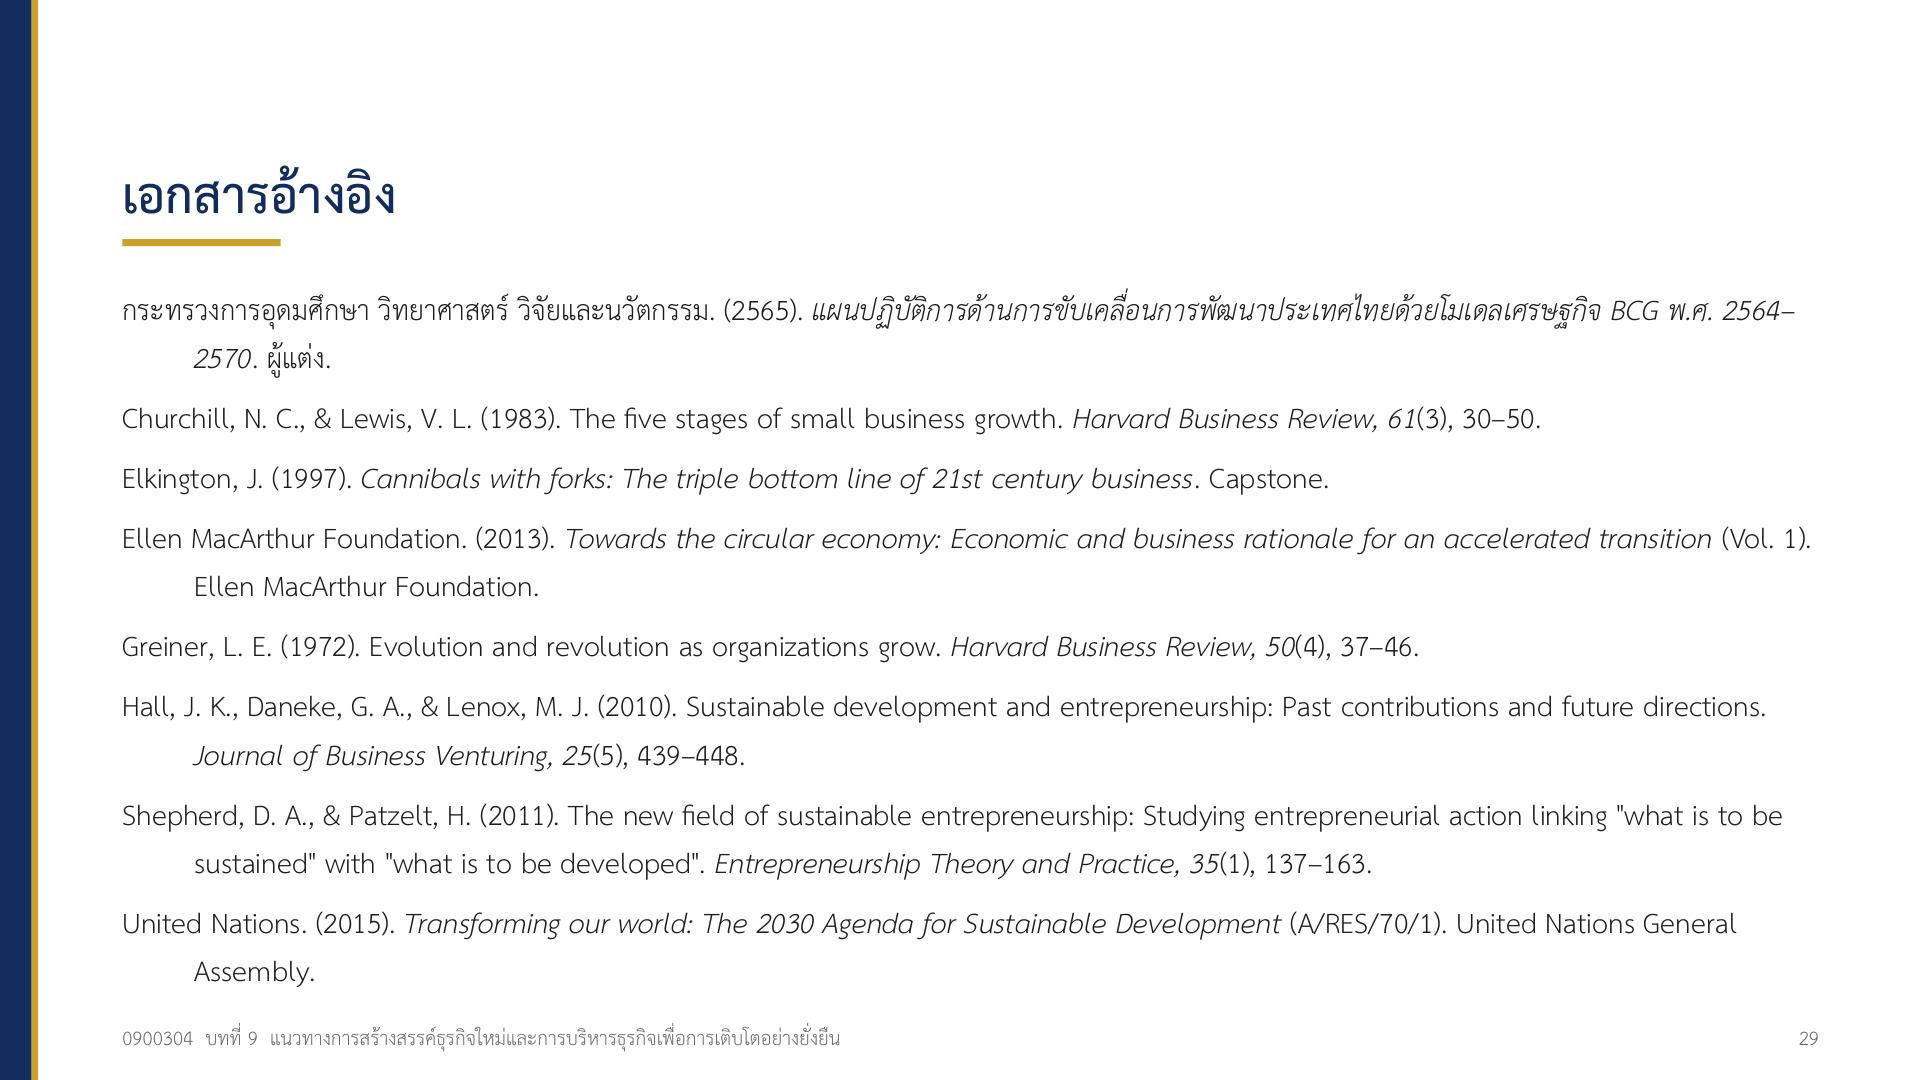 เอกสารอ้างอิง
กระทรวงการอุดมศึกษา วิทยาศาสตร์ วิจัยและนวัตกรรม. (2565). แผนปฏิบัติการด้านการขับเคลื่อนการพัฒนาประเทศไทยด้วยโมเดลเศรษฐกิจ BCG พ.ศ. 2564–
2570. ผู้แต่ง.
Churchill, N. C., & Lewis, V. L. (1983). The five stages of small business growth. Harvard Business Review, 61(3), 30–50.
Elkington, J. (1997). Cannibals with forks: The triple bottom line of 21st century business. Capstone.
Ellen MacArthur Foundation. (2013). Towards the circular economy: Economic and business rationale for an accelerated transition (Vol. 1).
Ellen MacArthur Foundation.
Greiner, L. E. (1972). Evolution and revolution as organizations grow. Harvard Business Review, 50(4), 37–46.
Hall, J. K., Daneke, G. A., & Lenox, M. J. (2010). Sustainable development and entrepreneurship: Past contributions and future directions.
Journal of Business Venturing, 25(5), 439–448.
Shepherd, D. A., & Patzelt, H. (2011). The new field of sustainable entrepreneurship: Studying entrepreneurial action linking "what is to be
sustained" with "what is to be developed". Entrepreneurship Theory and Practice, 35(1), 137–163.
United Nations. (2015). Transforming our world: The 2030 Agenda for Sustainable Development (A/RES/70/1). United Nations General
Assembly.
0900304 บทที่ 9 แนวทางการสร้างสรรค์ธุรกิจใหม่และการบริหารธุรกิจเพื่อการเติบโตอย่างยั่งยืน 29